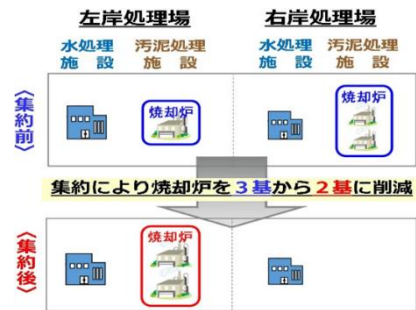 左岸処理場 右岸処理場
水処理 汚泥処理 水処理 汚泥処理
施 設 施設 施 設 施設
〈集約前〉
焼却炉 焼却炉
集約により焼却炉を3基から2基に削減
〈集約後〉
焼却炉